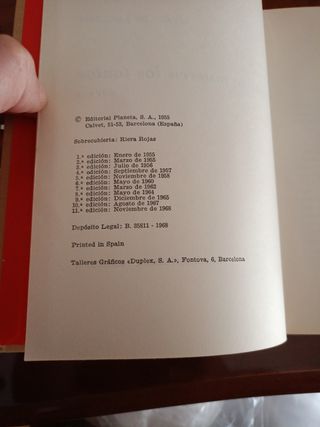 © Editorial Planeta, S. A., 1955
Calvet, 51-53, Barcelona (España)
Sobrecubierta: Riera Rojas
1.ª edición: Enero de 1955
2.ª edición: Marzo de 1955
3.ª edición: Julio de 1956
4.ª edición: Septiembre de 1957
5.ª edición: Noviembre de 1958
6.ª edición: Mayo de 1960
7.ª edición: Marzo de 1962
8.ª edición: Mayo de 1964
9.ª edición: Diciembre de 1965
10.ª edición: Agosto de 1967
11.ª edición: Noviembre de 1968
Depósito Legal: B. 35811 - 1968
Printed in Spain
Talleres Gráficos «Duplex, S. A.», Fontova, 6, Barcelona